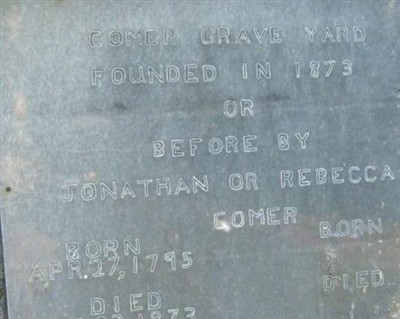 COMER GRAVE YARD
FOUNDED IN 1873
OR
BEFORE BY
JONATHAN OR REBECCA
COMER
BORN BORN
APR.27,1795
DIED DIED
1873